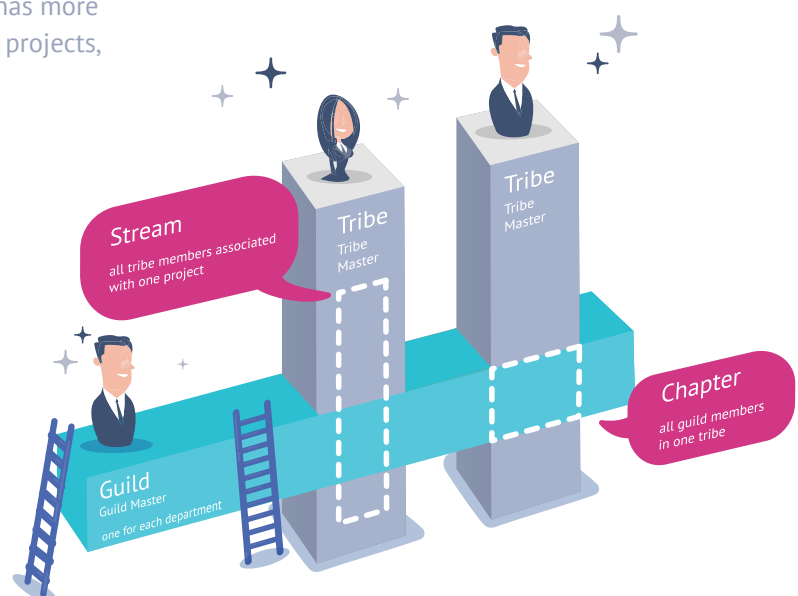 has more
projects,
Tribe
Tribe
Master
Stream
all tribe members associated
with one project
Tribe
Tribe
Master
Chapter
all guild members
in one tribe
Guild
Guild Master
one for each department